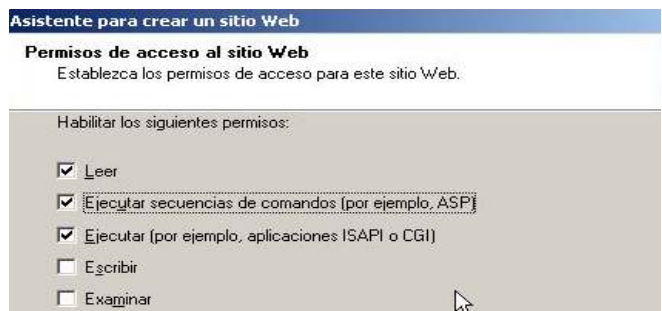 Asistente para crear un sitio Web
Permisos de acceso al sitio Web
Establezca los permisos de acceso para este sitio Web.
Habilitar los siguientes permisos:
Leer
Ejecutar secuencias de comandos (por ejemplo, ASP)
Ejecutar (por ejemplo, aplicaciones ISAPI o CGI)
Escribir
Examinar